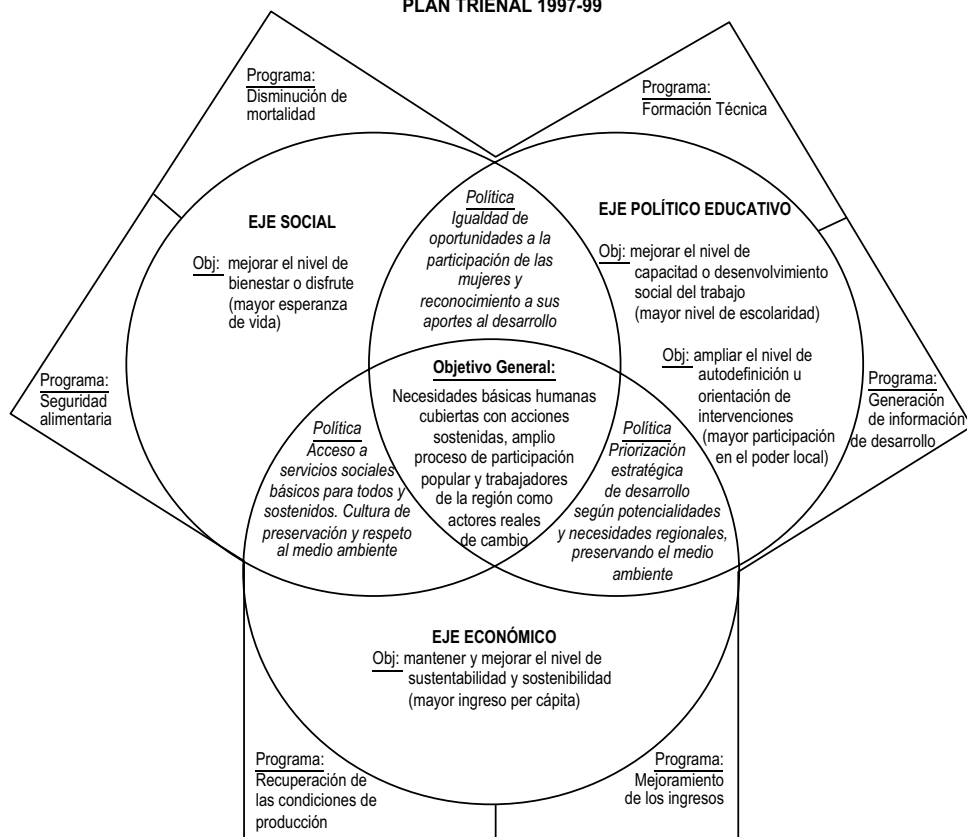 PLAN TRIENAL 1997-99
Programa:
Disminución de
mortalidad
Programa:
Formación Técnica
EJE SOCIAL
Obj: mejorar el nivel de
bienestar o disfrute
(mayor esperanza
de vida)
Política
Igualdad de
oportunidades a la
participación de las
mujeres y
reconocimiento a sus
aportes al desarrollo
EJE POLÍTICO EDUCATIVO
Obj: mejorar el nivel de
capacitad o desenvolvimiento
social del trabajo
(mayor nivel de escolaridad)
Obj: ampliar el nivel de
autodefinición u
orientación de
intervenciones
(mayor participación
en el poder local)
Programa:
Seguridad
alimentaria
Programa:
Generación
de información
de desarrollo
Objetivo General:
Necesidades básicas humanas
cubiertas con acciones
sostenidas, amplio
proceso de participación
popular y trabajadores
de la región como
actores reales
de cambio
Política
Acceso a
servicios sociales
básicos para todos y
sostenidos. Cultura de
preservación y respeto
al medio ambiente
Política
Priorización
estratégica
de desarrollo
según potencialidades
y necesidades regionales,
preservando el medio
ambiente
EJE ECONÓMICO
Obj: mantener y mejorar el nivel de
sustentabilidad y sostenibilidad
(mayor ingreso per cápita)
Programa:
Recuperación de
las condiciones de
producción
Programa:
Mejoramiento
de los ingresos